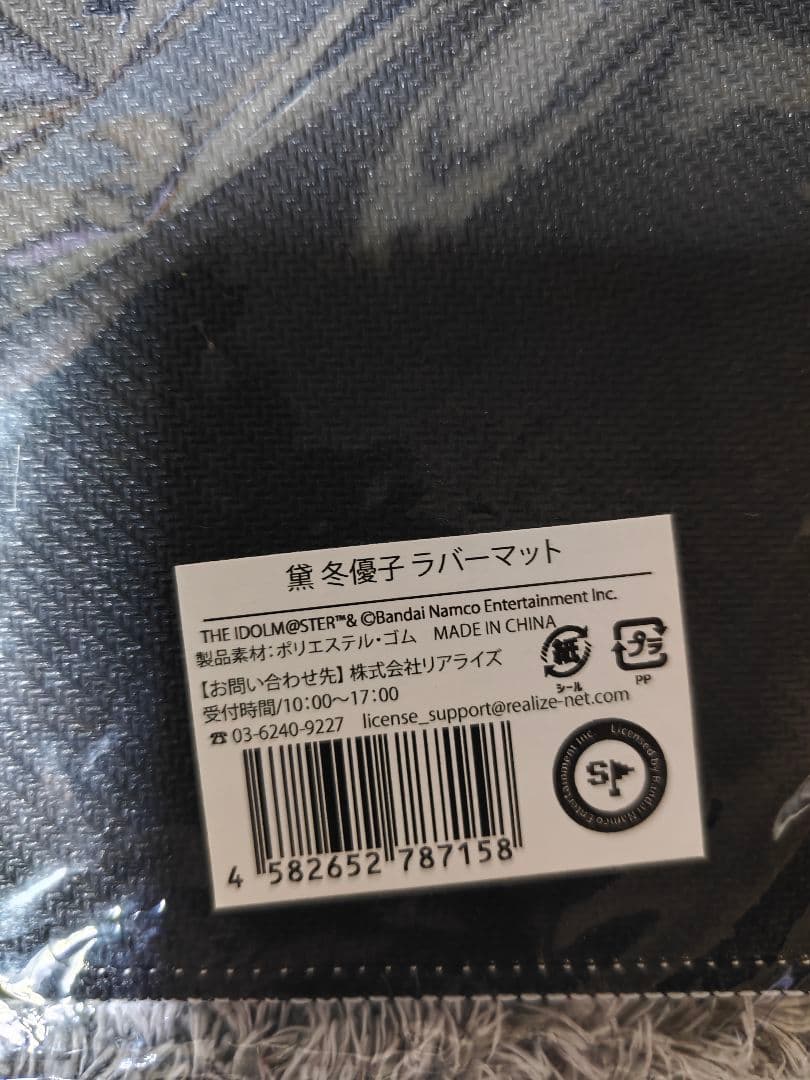 黛 冬優子 ラバーマット
THE IDOLM@STER™& ©Bandai Namco Entertainment Inc.
製品素材：ポリエステル・ゴム MADE IN CHINA
【お問い合わせ先】株式会社リアライズ
受付時間/10:00～17:00
☎ 03-6240-9227 license_support@realize-net.com
紙
シール
プラ
PP
4 582652 787158
Licensed by Bandai Namco Entertainment Inc.